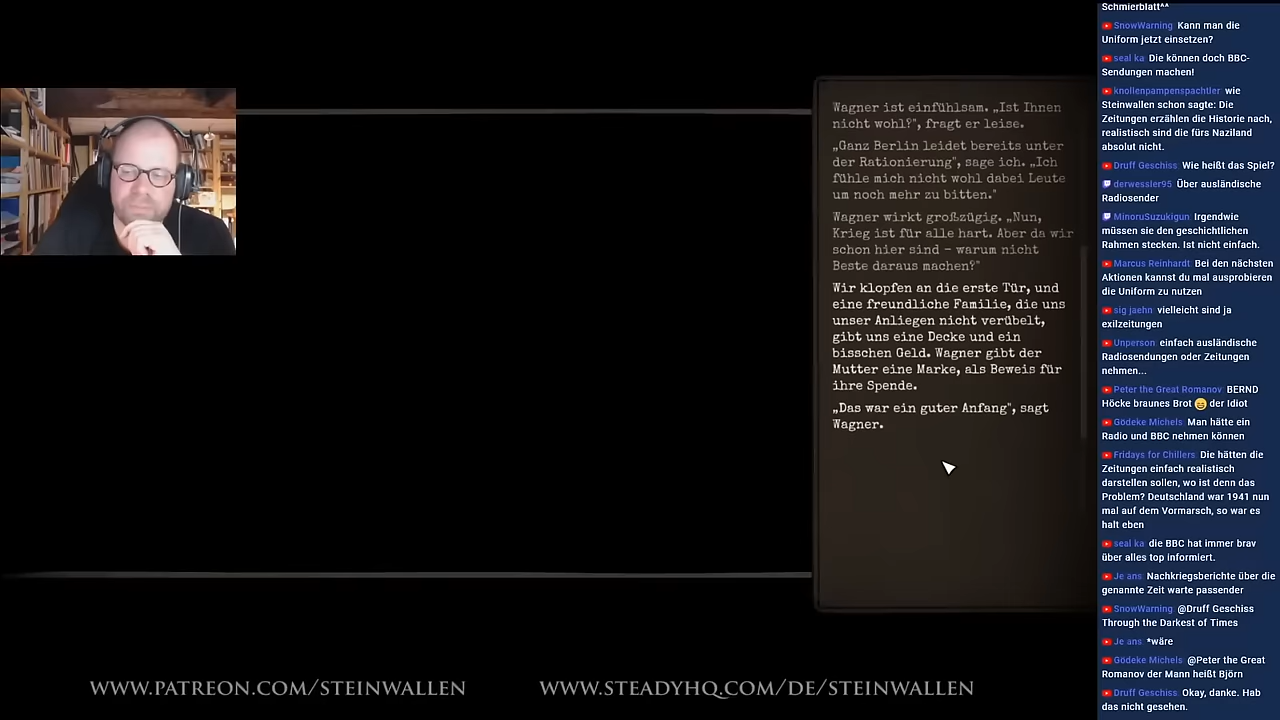 Wagner ist einfühlsam. „Ist Ihnen
nicht wohl?", fragt er leise.
„Ganz Berlin leidet bereits unter
der Rationierung", sage ich. „Ich
fühle mich nicht wohl dabei Leute
um noch mehr zu bitten."
Wagner wirkt großzügig. „Nun,
Krieg ist für alle hart. Aber da wir
schon hier sind – warum nicht
Beste daraus machen?"
Wir klopfen an die erste Tür, und
eine freundliche Familie, die uns
unser Anliegen nicht verübelt,
gibt uns eine Decke und ein
bisschen Geld. Wagner gibt der
Mutter eine Marke, als Beweis für
ihre Spende.
„Das war ein guter Anfang", sagt
Wagner.
WWW.PATREON.COM/STEINWALLEN
WWW.STEADYHQ.COM/DE/STEINWALLEN
Schmierblatt^^
SnowWarning Kann man die
Uniform jetzt einsetzen?
seal ka Die können doch BBC-
Sendungen machen!
knollenpampenspachtler wie
Steinwallen schon sagte: Die
Zeitungen erzählen die Historie nach,
realistisch sind die fürs Naziland
absolut nicht.
Druff Geschiss Wie heißt das Spiel?
derwessler95 Über ausländische
Radiosender
MinoruSuzukigun Irgendwie
müssen sie den geschichtlichen
Rahmen stecken. Ist nicht einfach.
Marcus Reinhardt Bei den nächsten
Aktionen kannst du mal ausprobieren
die Uniform zu nutzen
sig jaehn vielleicht sind ja
exilzeitungen
Unperson einfach ausländische
Radiosendungen oder Zeitungen
nehmen...
Peter the Great Romanov BERND
Höcke braunes Brot 😄 der Idiot
Gödeke Michels Man hätte ein
Radio und BBC nehmen können
Fridays for Chillers Die hätten die
Zeitungen einfach realistisch
darstellen sollen, wo ist denn das
Problem? Deutschland war 1941 nun
mal auf dem Vormarsch, so war es
halt eben
seal ka die BBC hat immer brav
über alles top informiert.
Je ans Nachkriegsberichte über die
genannte Zeit warte passender
SnowWarning @Druff Geschiss
Through the Darkest of Times
Je ans *wäre
Gödeke Michels @Peter the Great
Romanov der Mann heißt Björn
Druff Geschiss Okay, danke. Hab
das nicht gesehen.